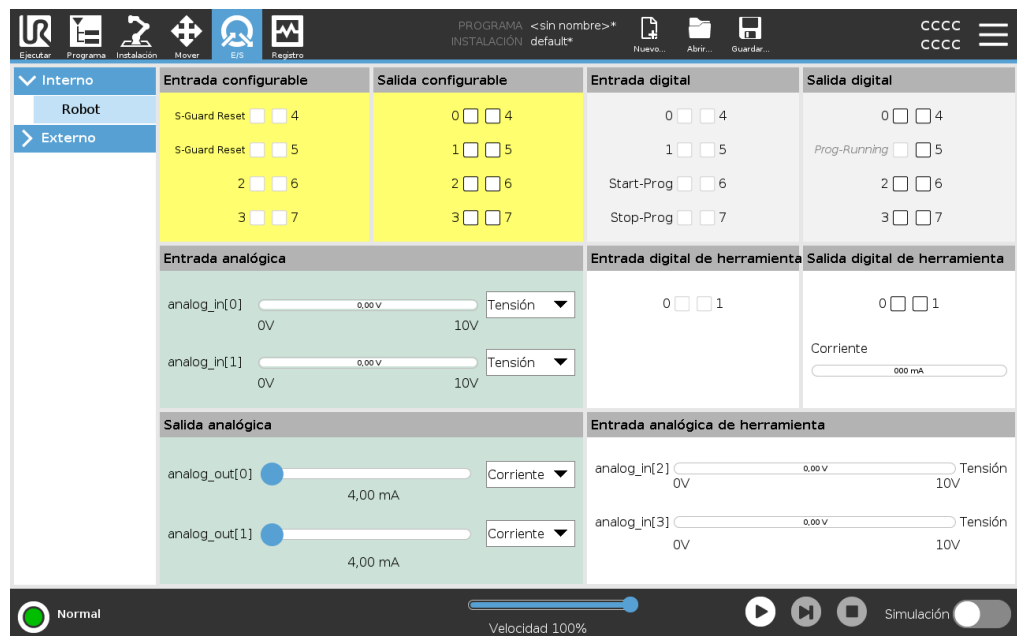 UR
PROGRAMA <sin nombre>*
INSTALACIÓN default*
CCCC
CCCC
Ejecutar Programa Instalación Mover E/S Registro Nuevo... Abrir... Guardar...
Interno
Robot
Externo
Entrada configurable
S-Guard Reset 4
S-Guard Reset 5
2 6
3 7
Salida configurable
0 4
1 5
2 6
3 7
Entrada digital
0 4
1 5
Start-Prog 6
Stop-Prog 7
Salida digital
0 4
Prog-Running 5
2 6
3 7
Entrada analógica
analog_in[0] 0,00 V Tensión
0V 10V
analog_in[1] 0,00 V Tensión
0V 10V
Entrada digital de herramienta
0 1
Salida digital de herramienta
0 1
Corriente
000 mA
Salida analógica
analog_out[0] Corriente
4,00 mA
analog_out[1] Corriente
4,00 mA
Entrada analógica de herramienta
analog_in[2] 0,00 V Tensión
0V 10V
analog_in[3] 0,00 V Tensión
0V 10V
Normal
Velocidad 100%
Simulación